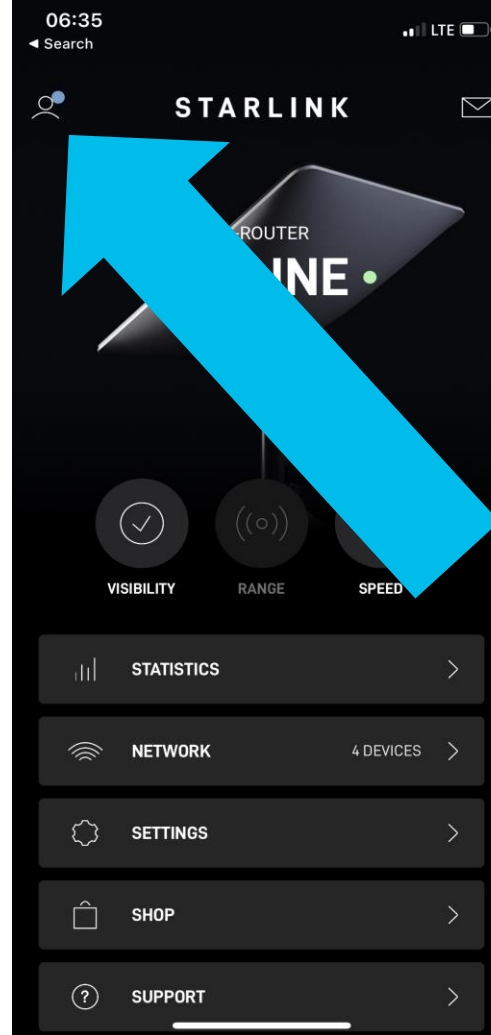 06:35
LTE
◀ Search
STARLINK
ROUTER
VISIBILITY
RANGE
SPEED
STATISTICS
NETWORK
4 DEVICES
SETTINGS
SHOP
SUPPORT